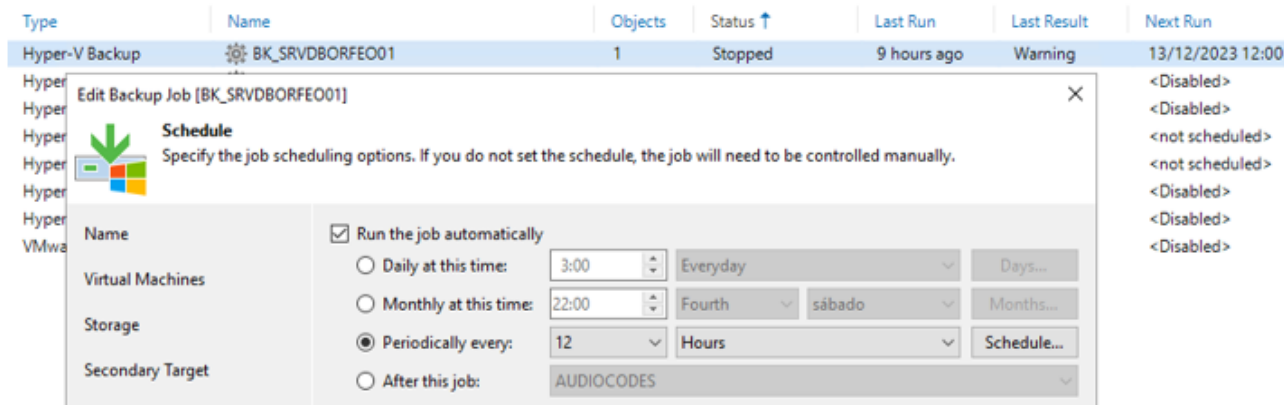 Type Name Objects Status ↑ Last Run Last Result Next Run
Hyper-V Backup BK_SRVDBORFEO01 1 Stopped 9 hours ago Warning 13/12/2023 12:00
Hyper <Disabled>
Edit Backup Job [BK_SRVDBORFEO01]
Hyper <Disabled>
Schedule
Hyper <not scheduled>
Specify the job scheduling options. If you do not set the schedule, the job will need to be controlled manually.
Hyper <not scheduled>
Hyper <Disabled>
Hyper <Disabled>
VMwa <Disabled>
Name
Virtual Machines
Storage
Secondary Target
Run the job automatically
Daily at this time: 3:00 Everyday Days...
Monthly at this time: 22:00 Fourth sábado Months...
Periodically every: 12 Hours Schedule...
After this job: AUDIOCODES